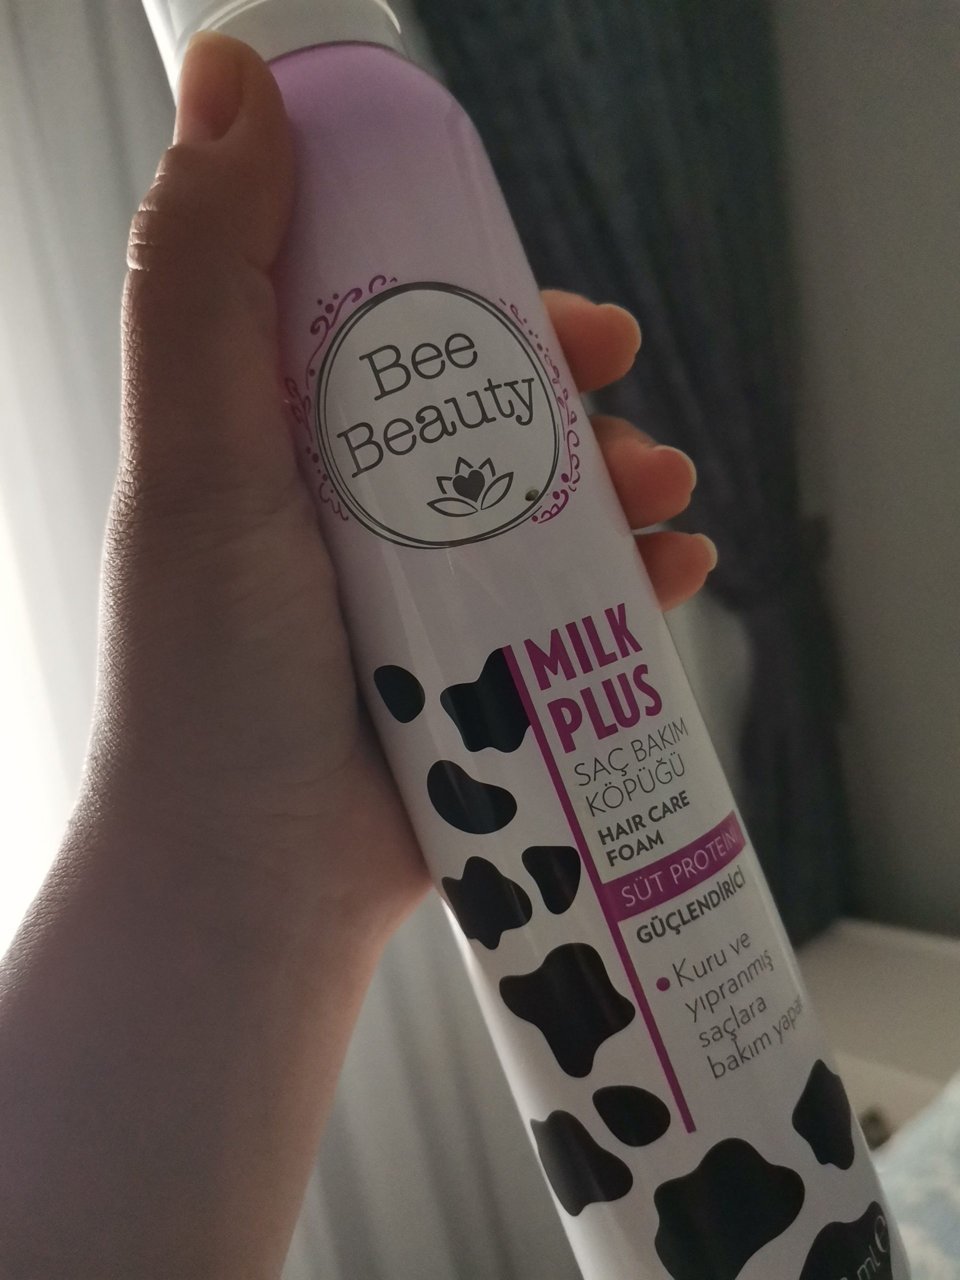 Bee
Beauty
MILK
PLUS
SAÇ BAKIM
KÖPÜĞÜ
HAIR CARE
FOAM
SÜT PROTEINİ
GÜÇLENDİRİCİ
• Kuru ve
yıpranmış
saçlara
bakım yapar
ml